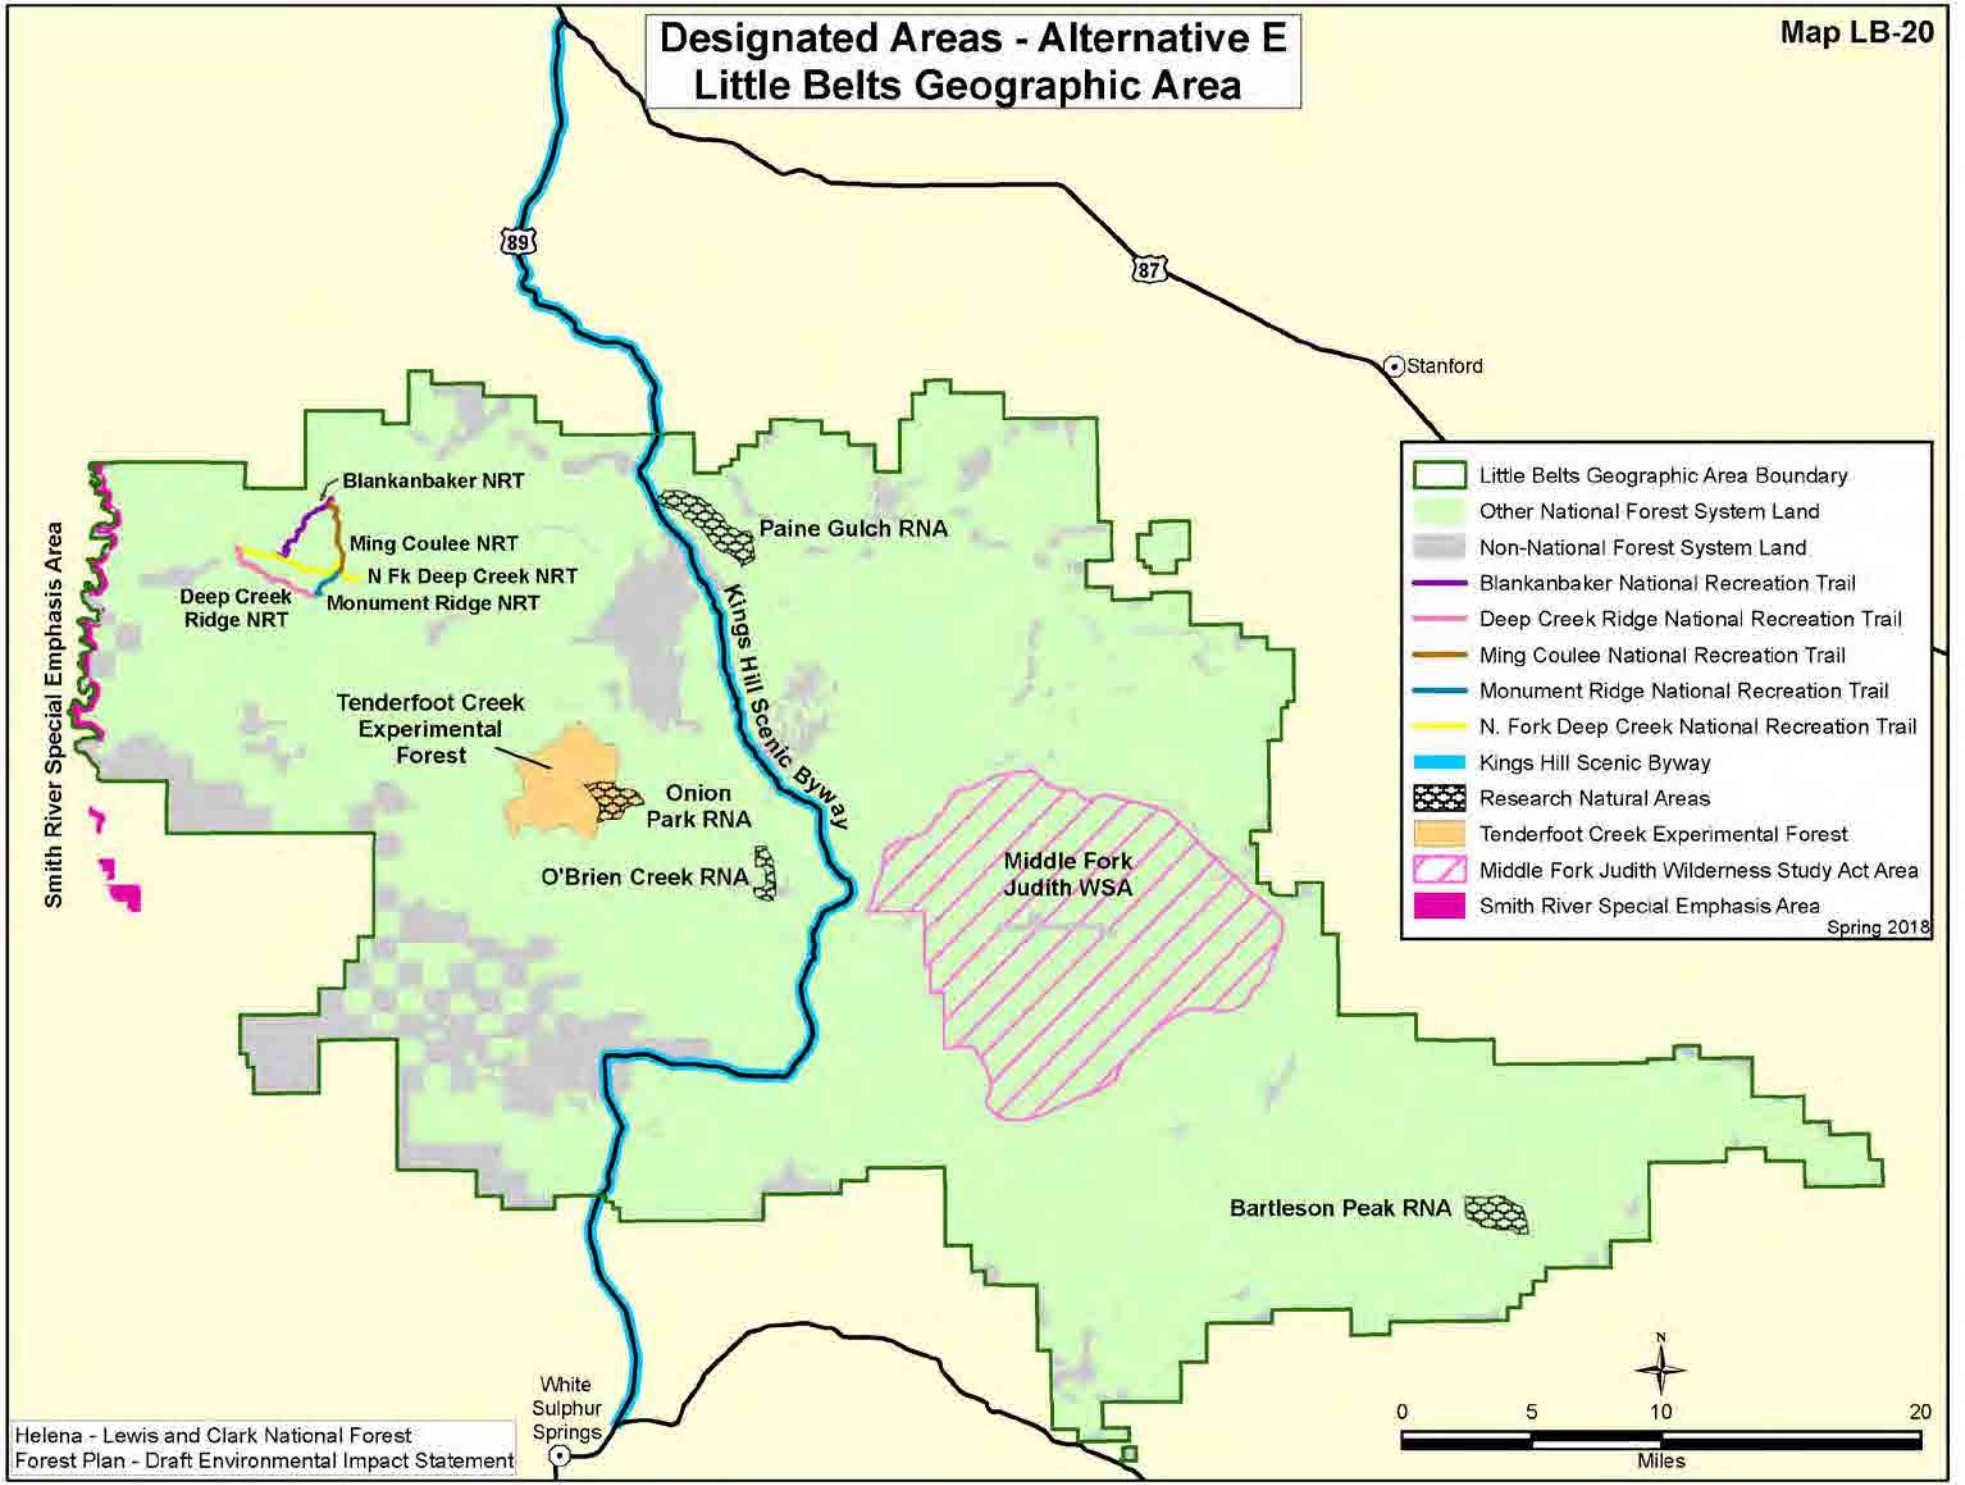 Designated Areas - Alternative E
Little Belts Geographic Area
Map LB-20
89
87
Stanford
Blankanbaker NRT
Ming Coulee NRT
N Fk Deep Creek NRT
Monument Ridge NRT
Deep Creek
Ridge NRT
Paine Gulch RNA
Kings Hill Scenic Byway
Smith River Special Emphasis Area
Tenderfoot Creek
Experimental
Forest
Onion
Park RNA
O'Brien Creek RNA
Middle Fork
Judith WSA
Bartleson Peak RNA
White
Sulphur
Springs
Little Belts Geographic Area Boundary
Other National Forest System Land
Non-National Forest System Land
Blankanbaker National Recreation Trail
Deep Creek Ridge National Recreation Trail
Ming Coulee National Recreation Trail
Monument Ridge National Recreation Trail
N. Fork Deep Creek National Recreation Trail
Kings Hill Scenic Byway
Research Natural Areas
Tenderfoot Creek Experimental Forest
Middle Fork Judith Wilderness Study Act Area
Smith River Special Emphasis Area
Spring 2018
N
0 5 10 20
Miles
Helena - Lewis and Clark National Forest
Forest Plan - Draft Environmental Impact Statement